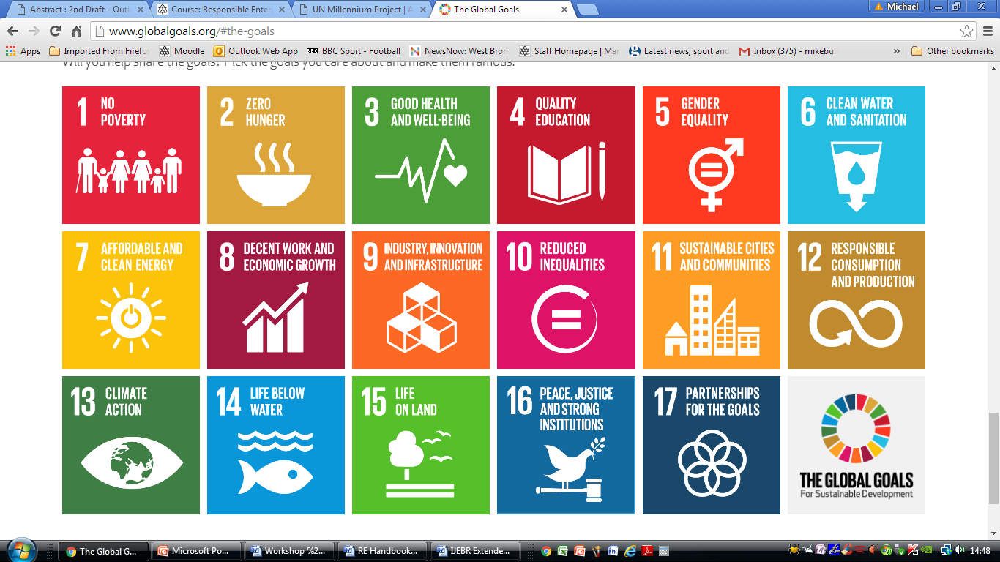 Abstract : 2nd Draft - Outl
Course: Responsible Enter
UN Millennium Project | A
The Global Goals
Michael
www.globalgoals.org/#the-goals
Apps
Imported From Firefo
Moodle
Outlook Web App
BBC Sport - Football
NewsNow: West Brom
Staff Homepage | Man
Latest news, sport and
Inbox (375) - mikebull
»
Other bookmarks
Will you help share the goals? Pick the goals you care about and make them famous.
1 NO
POVERTY
2 ZERO
HUNGER
3 GOOD HEALTH
AND WELL-BEING
4 QUALITY
EDUCATION
5 GENDER
EQUALITY
6 CLEAN WATER
AND SANITATION
7 AFFORDABLE AND
CLEAN ENERGY
8 DECENT WORK AND
ECONOMIC GROWTH
9 INDUSTRY, INNOVATION
AND INFRASTRUCTURE
10 REDUCED
INEQUALITIES
11 SUSTAINABLE CITIES
AND COMMUNITIES
12 RESPONSIBLE
CONSUMPTION
AND PRODUCTION
13 CLIMATE
ACTION
14 LIFE BELOW
WATER
15 LIFE
ON LAND
16 PEACE, JUSTICE
AND STRONG
INSTITUTIONS
17 PARTNERSHIPS
FOR THE GOALS
THE GLOBAL GOALS
For Sustainable Development
The Global G...
Microsoft Po...
Workshop %2...
RE Handbook...
IJEBR Extende...
14:48